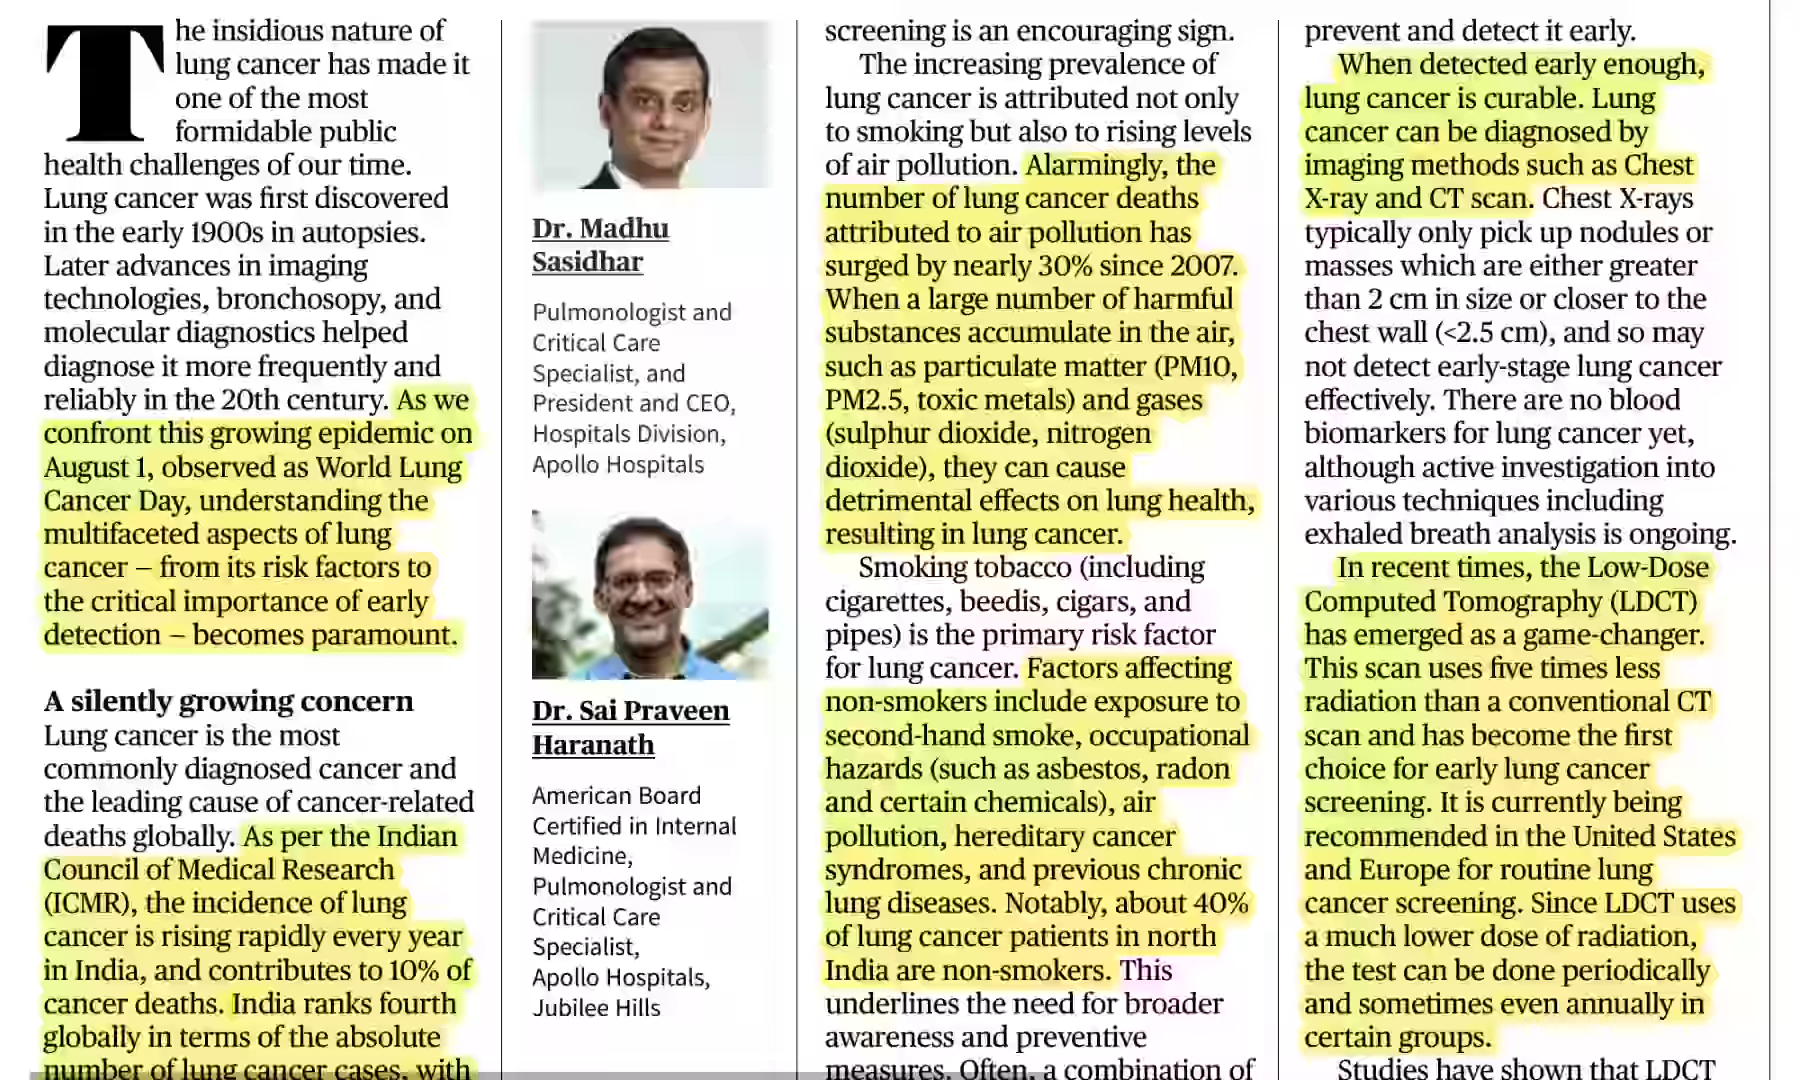 The insidious nature of
lung cancer has made it
one of the most
formidable public
health challenges of our time.
Lung cancer was first discovered
in the early 1900s in autopsies.
Later advances in imaging
technologies, bronchosopy, and
molecular diagnostics helped
diagnose it more frequently and
reliably in the 20th century. As we
confront this growing epidemic on
August 1, observed as World Lung
Cancer Day, understanding the
multifaceted aspects of lung
cancer – from its risk factors to
the critical importance of early
detection – becomes paramount.
A silently growing concern
Lung cancer is the most
commonly diagnosed cancer and
the leading cause of cancer-related
deaths globally. As per the Indian
Council of Medical Research
(ICMR), the incidence of lung
cancer is rising rapidly every year
in India, and contributes to 10% of
cancer deaths. India ranks fourth
globally in terms of the absolute
number of lung cancer cases, with
Dr. Madhu
Sasidhar
Pulmonologist and
Critical Care
Specialist, and
President and CEO,
Hospitals Division,
Apollo Hospitals
Dr. Sai Praveen
Haranath
American Board
Certified in Internal
Medicine,
Pulmonologist and
Critical Care
Specialist,
Apollo Hospitals,
Jubilee Hills
screening is an encouraging sign.
The increasing prevalence of
lung cancer is attributed not only
to smoking but also to rising levels
of air pollution. Alarmingly, the
number of lung cancer deaths
attributed to air pollution has
surged by nearly 30% since 2007.
When a large number of harmful
substances accumulate in the air,
such as particulate matter (PM10,
PM2.5, toxic metals) and gases
(sulphur dioxide, nitrogen
dioxide), they can cause
detrimental effects on lung health,
resulting in lung cancer.
Smoking tobacco (including
cigarettes, beedis, cigars, and
pipes) is the primary risk factor
for lung cancer. Factors affecting
non-smokers include exposure to
second-hand smoke, occupational
hazards (such as asbestos, radon
and certain chemicals), air
pollution, hereditary cancer
syndromes, and previous chronic
lung diseases. Notably, about 40%
of lung cancer patients in north
India are non-smokers. This
underlines the need for broader
awareness and preventive
measures. Often, a combination of
prevent and detect it early.
When detected early enough,
lung cancer is curable. Lung
cancer can be diagnosed by
imaging methods such as Chest
X-ray and CT scan. Chest X-rays
typically only pick up nodules or
masses which are either greater
than 2 cm in size or closer to the
chest wall (<2.5 cm), and so may
not detect early-stage lung cancer
effectively. There are no blood
biomarkers for lung cancer yet,
although active investigation into
various techniques including
exhaled breath analysis is ongoing.
In recent times, the Low-Dose
Computed Tomography (LDCT)
has emerged as a game-changer.
This scan uses five times less
radiation than a conventional CT
scan and has become the first
choice for early lung cancer
screening. It is currently being
recommended in the United States
and Europe for routine lung
cancer screening. Since LDCT uses
a much lower dose of radiation,
the test can be done periodically
and sometimes even annually in
certain groups.
Studies have shown that LDCT